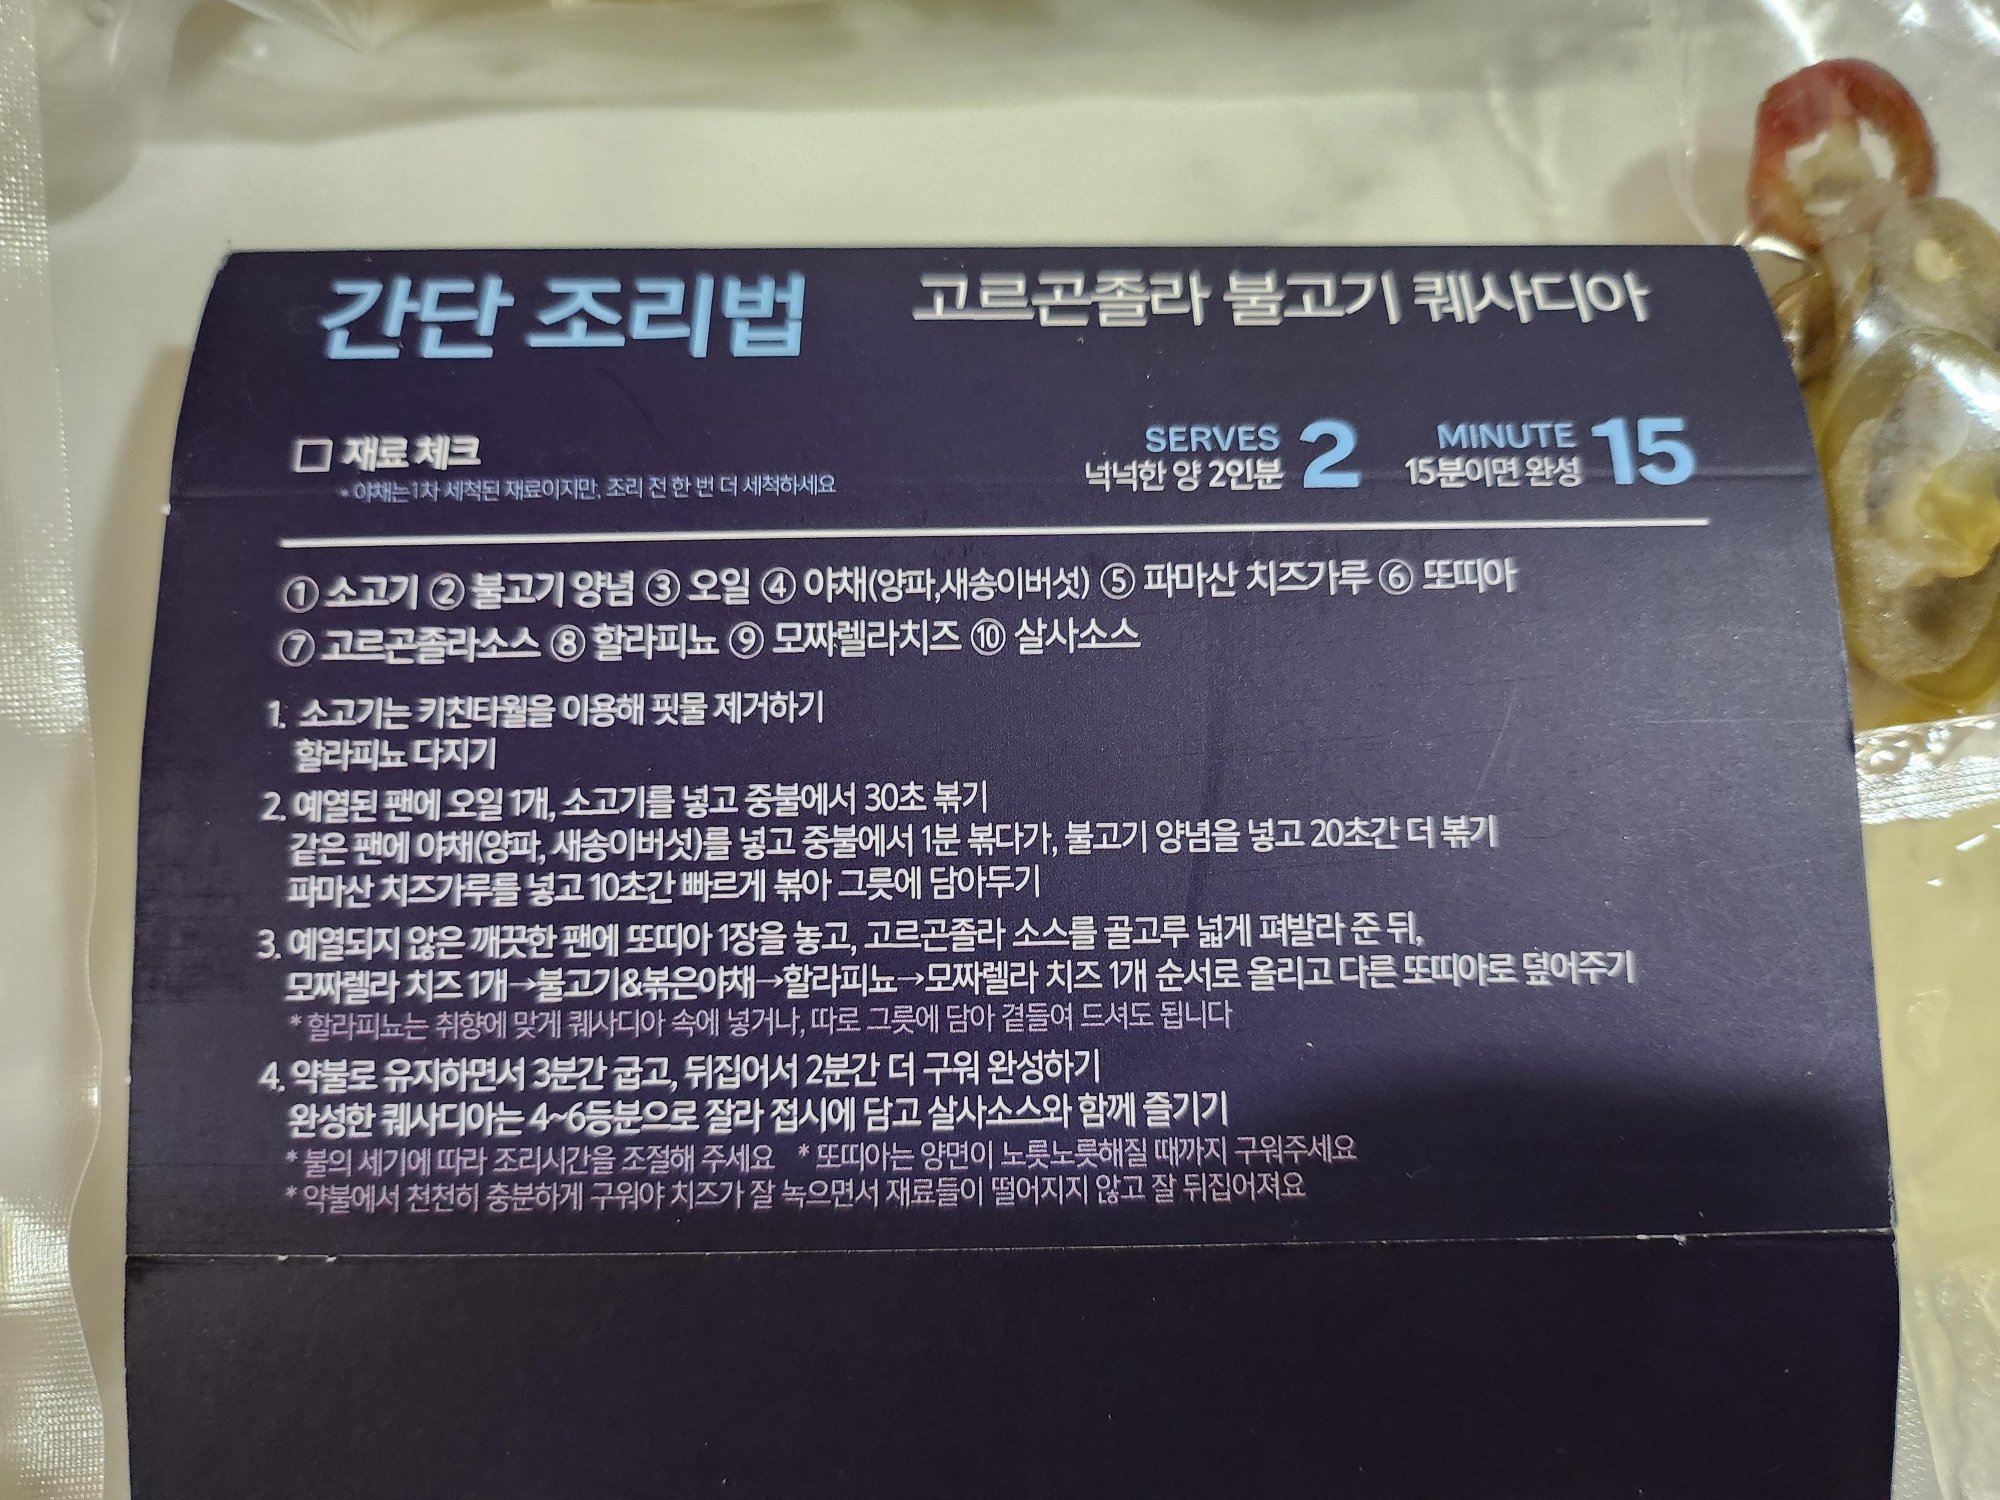 간단 조리법
고르곤졸라 불고기 퀘사디아
□ 재료 체크
* 야채는 1차 세척된 재료이지만, 조리 전 한 번 더 세척하세요
SERVES 2
넉넉한 양 2인분
MINUTE 15
15분이면 완성
① 소고기 ② 불고기 양념 ③ 오일 ④ 야채(양파,새송이버섯) ⑤ 파마산 치즈가루 ⑥ 또띠아
⑦ 고르곤졸라소스 ⑧ 할라피뇨 ⑨ 모짜렐라치즈 ⑩ 살사소스
1. 소고기는 키친타월을 이용해 핏물 제거하기
할라피뇨 다지기
2. 예열된 팬에 오일 1개, 소고기를 넣고 중불에서 30초 볶기
같은 팬에 야채(양파, 새송이버섯)를 넣고 중불에서 1분 볶다가, 불고기 양념을 넣고 20초간 더 볶기
파마산 치즈가루를 넣고 10초간 빠르게 볶아 그릇에 담아두기
3. 예열되지 않은 깨끗한 팬에 또띠아 1장을 놓고, 고르곤졸라 소스를 골고루 넓게 펴발라 준 뒤,
모짜렐라 치즈 1개→불고기&볶은야채→할라피뇨→모짜렐라 치즈 1개 순서로 올리고 다른 또띠아로 덮어주기
* 할라피뇨는 취향에 맞게 퀘사디아 속에 넣거나, 따로 그릇에 담아 곁들여 드셔도 됩니다
4. 약불로 유지하면서 3분간 굽고, 뒤집어서 2분간 더 구워 완성하기
완성한 퀘사디아는 4~6등분으로 잘라 접시에 담고 살사소스와 함께 즐기기
* 불의 세기에 따라 조리시간을 조절해 주세요 * 또띠아는 양면이 노릇노릇해질 때까지 구워주세요
* 약불에서 천천히 충분하게 구워야 치즈가 잘 녹으면서 재료들이 떨어지지 않고 잘 뒤집어져요